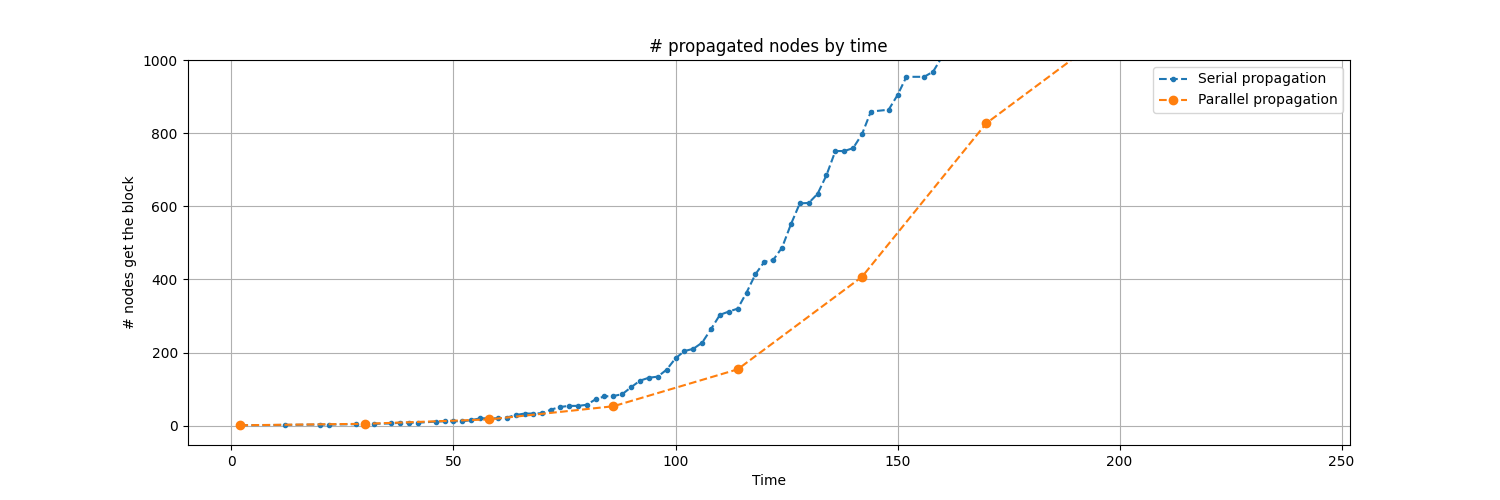 # propagated nodes by time
Serial propagation
Parallel propagation
# nodes get the block
1000
800
600
400
200
0
0
50
100
150
200
250
Time